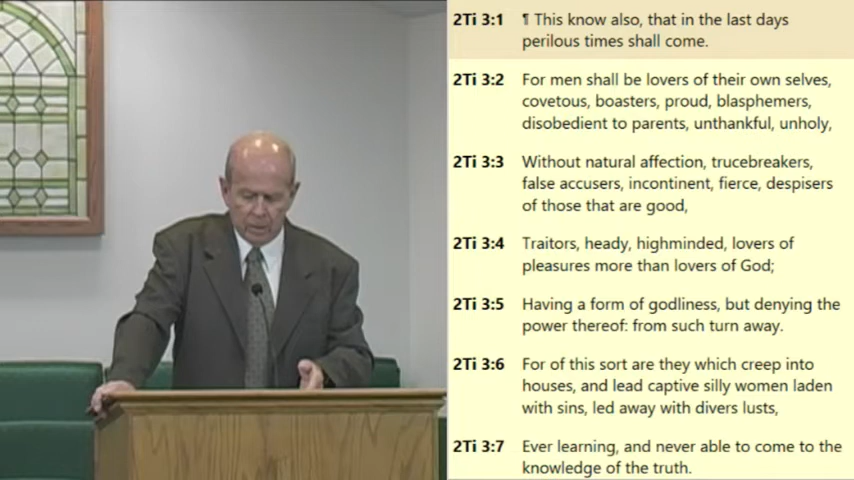 2Ti 3:1 ¶ This know also, that in the last days
perilous times shall come.
2Ti 3:2 For men shall be lovers of their own selves,
covetous, boasters, proud, blasphemers,
disobedient to parents, unthankful, unholy,
2Ti 3:3 Without natural affection, trucebreakers,
false accusers, incontinent, fierce, despisers
of those that are good,
2Ti 3:4 Traitors, heady, highminded, lovers of
pleasures more than lovers of God;
2Ti 3:5 Having a form of godliness, but denying the
power thereof: from such turn away.
2Ti 3:6 For of this sort are they which creep into
houses, and lead captive silly women laden
with sins, led away with divers lusts,
2Ti 3:7 Ever learning, and never able to come to the
knowledge of the truth.